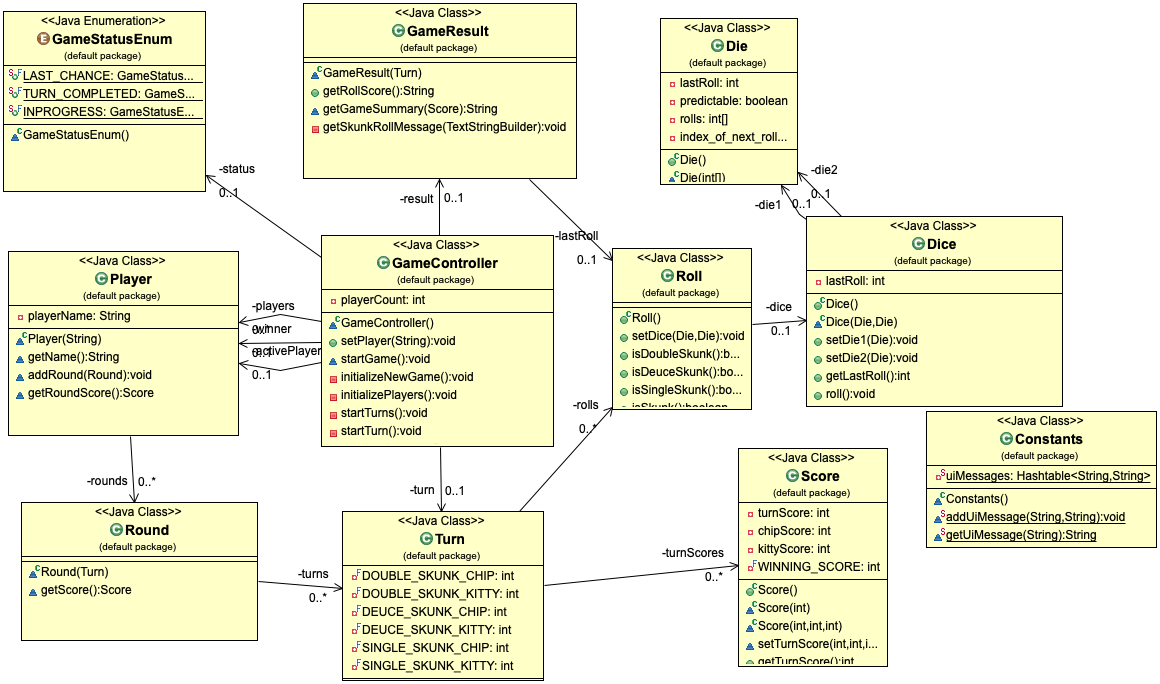 <<Java Enumeration>>
GameStatusEnum
(default package)
LAST_CHANCE: GameStatus...
TURN_COMPLETED: GameS...
INPROGRESS: GameStatusE...
GameStatusEnum()
<<Java Class>>
GameResult
(default package)
GameResult(Turn)
getRollScore():String
getGameSummary(Score):String
getSkunkRollMessage(TextStringBuilder):void
<<Java Class>>
Die
(default package)
lastRoll: int
predictable: boolean
rolls: int[]
index_of_next_roll...
Die()
Die(int[])
-status
0..1
-result
0..1
-lastRoll
0..1
-die2
0..1
-die1
0..1
<<Java Class>>
Dice
(default package)
lastRoll: int
Dice()
Dice(Die,Die)
setDie1(Die):void
setDie2(Die):void
getLastRoll():int
roll():void
<<Java Class>>
Player
(default package)
playerName: String
Player(String)
getName():String
addRound(Round):void
getRoundScore():Score
-players
0..*
-winner
0..1
-activePlayer
0..1
<<Java Class>>
GameController
(default package)
playerCount: int
GameController()
setPlayer(String):void
startGame():void
initializeNewGame():void
initializePlayers():void
startTurns():void
startTurn():void
<<Java Class>>
Roll
(default package)
Roll()
setDice(Die,Die):void
isDoubleSkunk():b...
isDeuceSkunk():bo...
isSingleSkunk():bo...
isSkunk():boolean
-dice
0..1
-rolls
0..*
<<Java Class>>
Constants
(default package)
uiMessages: Hashtable<String,String>
Constants()
addUiMessage(String,String):void
getUiMessage(String):String
-rounds
0..*
-turn
0..1
<<Java Class>>
Round
(default package)
Round(Turn)
getScore():Score
-turns
0..*
<<Java Class>>
Turn
(default package)
DOUBLE_SKUNK_CHIP: int
DOUBLE_SKUNK_KITTY: int
DEUCE_SKUNK_CHIP: int
DEUCE_SKUNK_KITTY: int
SINGLE_SKUNK_CHIP: int
SINGLE_SKUNK_KITTY: int
-turnScores
0..*
<<Java Class>>
Score
(default package)
turnScore: int
chipScore: int
kittyScore: int
WINNING_SCORE: int
Score()
Score(int)
Score(int,int,int)
setTurnScore(int,int,i...
getTurnScore():int